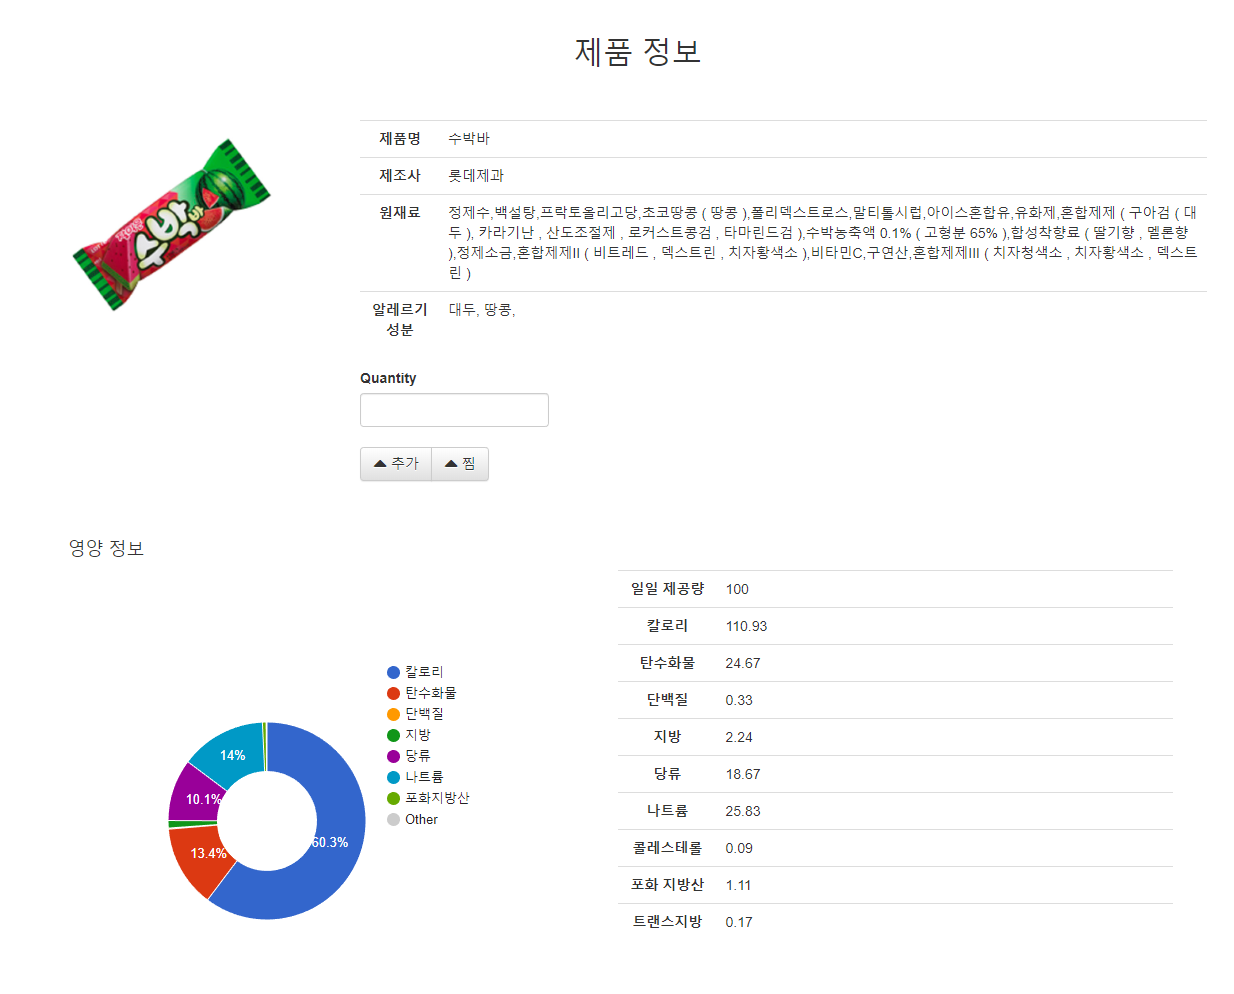 제품 정보
수박바
제품명 수박바
제조사 롯데제과
원재료 정제수,백설탕,프락토올리고당,초코땅콩 ( 땅콩 ),폴리덱스트로스,말티톨시럽,아이스혼합유,유화제,혼합제제 ( 구아검 ( 대
두 ), 카라기난 , 산도조절제 , 로커스트콩검 , 타마린드검 ),수박농축액 0.1% ( 고형분 65% ),합성착향료 ( 딸기향 , 멜론향
),정제소금,혼합제제II ( 비트레드 , 덱스트린 , 치자황색소 ),비타민C,구연산,혼합제제III ( 치자청색소 , 치자황색소 , 덱스트
린 )
알레르기 대두, 땅콩,
성분
Quantity
추가 찜
영양 정보
일일 제공량 100
칼로리 110.93
탄수화물 24.67
단백질 0.33
지방 2.24
당류 18.67
나트륨 25.83
콜레스테롤 0.09
포화 지방산 1.11
트랜스지방 0.17
칼로리
탄수화물
단백질
지방
당류
나트륨
포화지방산
Other
14%
10.1%
60.3%
13.4%